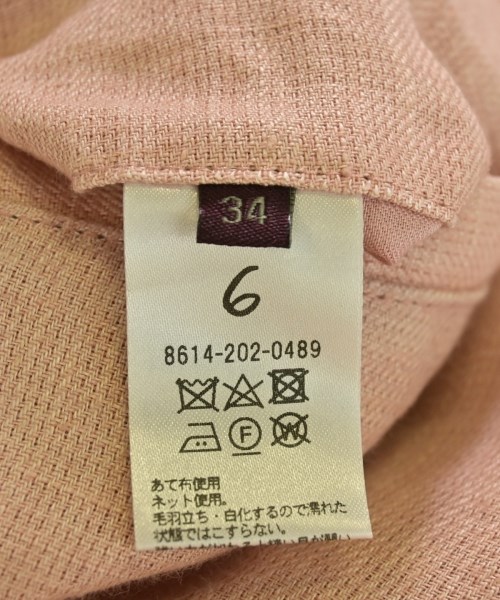 34
6
8614-202-0489
F
W
あて布使用
ネット使用。
毛羽立ち・白化するので濡れた
状態ではこすらない。